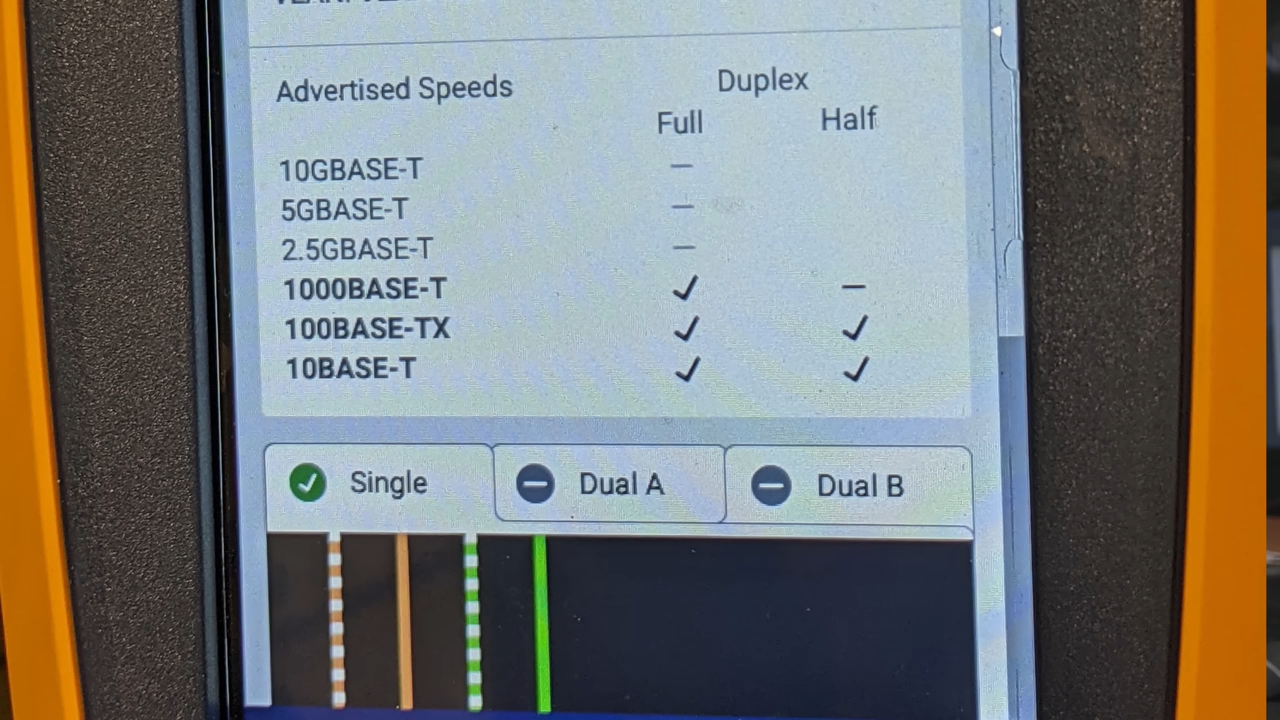 Advertised Speeds Duplex
Full Half
10GBASE-T —
5GBASE-T —
2.5GBASE-T —
1000BASE-T ✓ —
100BASE-TX ✓ ✓
10BASE-T ✓ ✓
Single Dual A Dual B